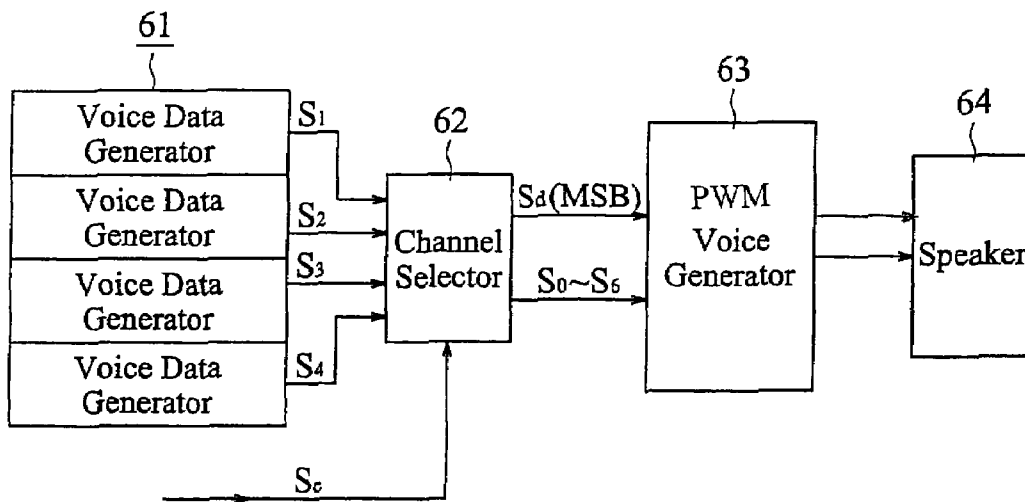 61
Voice Data
Generator
Voice Data
Generator
Voice Data
Generator
Voice Data
Generator
S1
S2
S3
S4
62
Channel
Selector
Sc
Sd(MSB)
S0~S6
63
PWM
Voice
Generator
64
Speaker